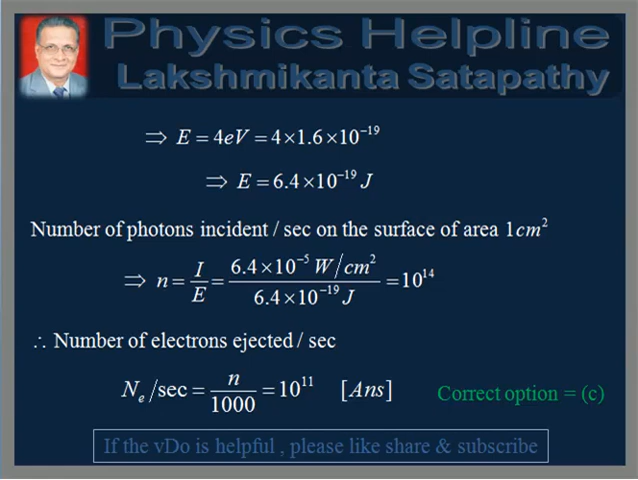 Physics Helpline
Lakshmikanta Satapathy
⇒ E = 4eV = 4 × 1.6 × 10⁻¹⁹
⇒ E = 6.4 × 10⁻¹⁹ J
Number of photons incident / sec on the surface of area 1cm²
⇒ n = I/E = (6.4 × 10⁻⁵ W/cm²)/(6.4 × 10⁻¹⁹ J) = 10¹⁴
∴ Number of electrons ejected / sec
Nₑ/sec = n/1000 = 10¹¹ [Ans] Correct option = (c)
If the vDo is helpful , please like share & subscribe